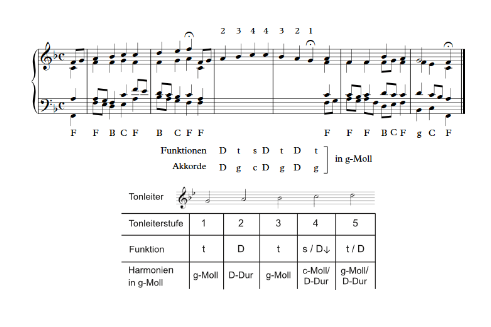 2 3 4 4 3 2 1
F F B C F B C F F F F F B C F g C F
Funktionen D t s D t D t
Akkorde D g c D g D g
in g-Moll
Tonleiter
Tonleiterstufe 1 2 3 4 5
Funktion t D t s / D↓ t / D
Harmonien in g-Moll g-Moll D-Dur g-Moll c-Moll/ D-Dur g-Moll/ D-Dur